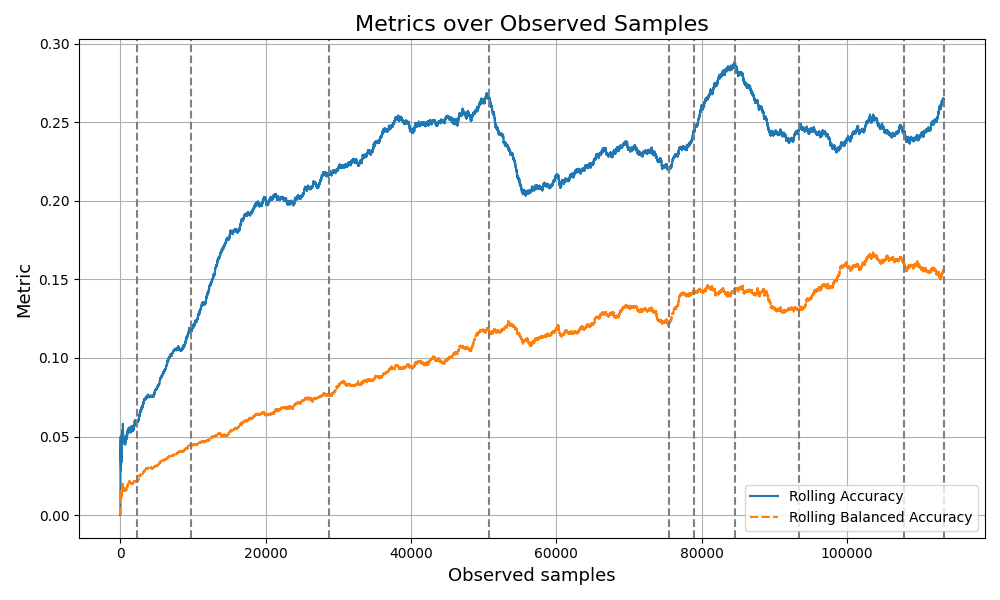 Metrics over Observed Samples
Metric
0.30
0.25
0.20
0.15
0.10
0.05
0.00
Rolling Accuracy
Rolling Balanced Accuracy
0
20000
40000
60000
80000
100000
Observed samples